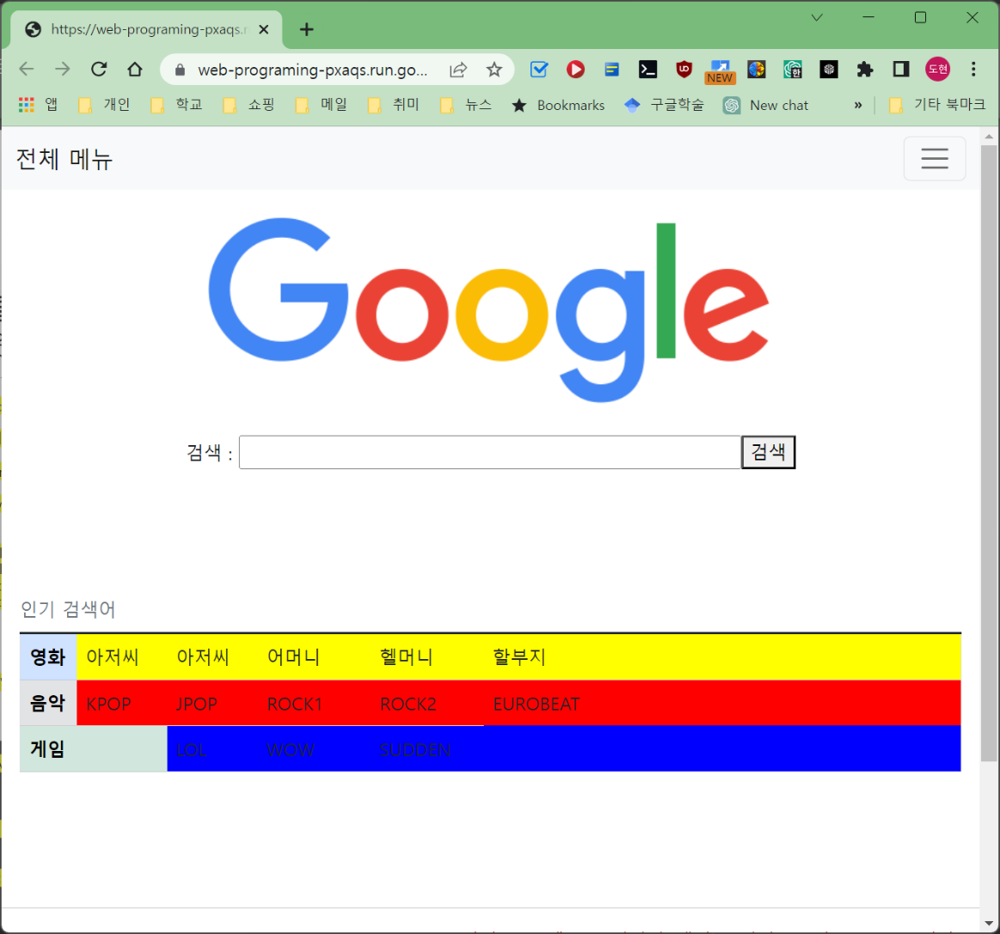 https://web-programing-pxaqs.r
web-programing-pxaqs.run.go...
NEW
도현
앱 개인 학교 쇼핑 메일 취미 뉴스 Bookmarks 구글학술 New chat » 기타 북마크
전체 메뉴
Google
검색 : 검색
인기 검색어
영화 아저씨 아저씨 어머니 헬머니 할부지
음악 KPOP JPOP ROCK1 ROCK2 EUROBEAT
게임 LOL WOW SUDDEN